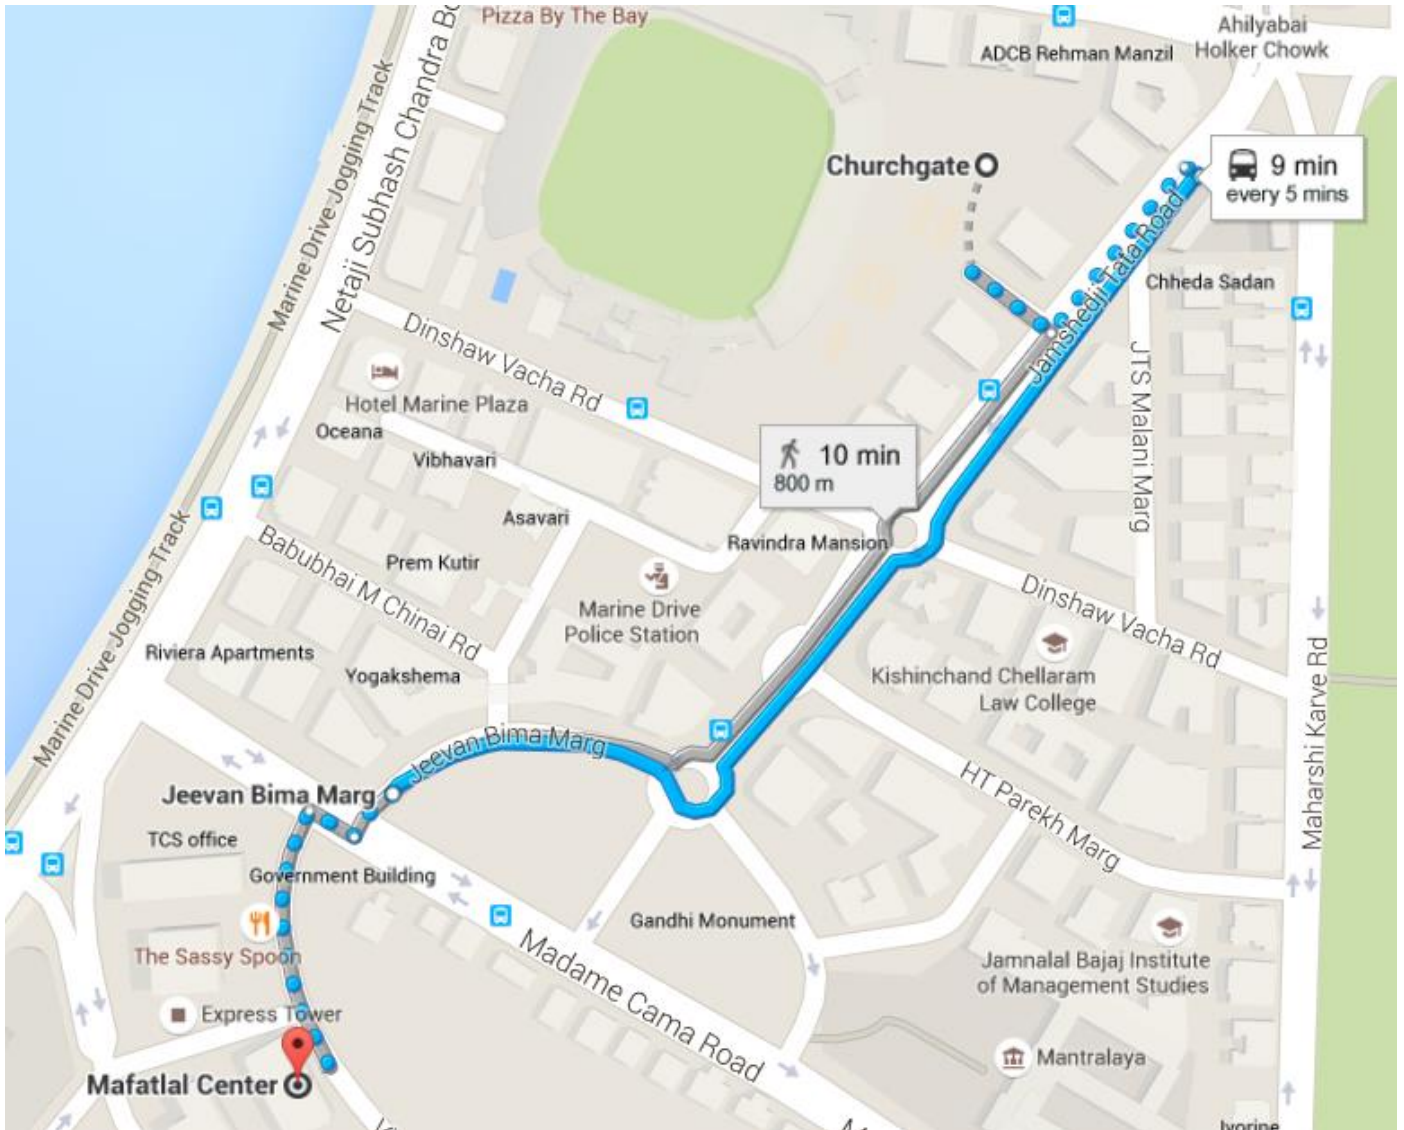 Pizza By The Bay
ADCB Rehman Manzil
Ahilyabai
Holker Chowk
Marine Drive Jogging Track
Netaji Subhash Chandra Bo
Churchgate
9 min
every 5 mins
Jamshedji Tata Road
Chheda Sadan
Dinshaw Vacha Rd
JTS Malani Marg
Hotel Marine Plaza
Oceana
Vibhavari
10 min
800 m
Asavari
Ravindra Mansion
Prem Kutir
Babubhai M Chinai Rd
Marine Drive Jogging Track
Marine Drive
Police Station
Dinshaw Vacha Rd
Riviera Apartments
Yogakshema
Kishinchand Chellaram
Law College
Maharshi Karve Rd
Jeevan Bima Marg
Jeevan Bima Marg
HT Parekh Marg
TCS office
Government Building
Gandhi Monument
The Sassy Spoon
Madame Cama Road
Jamnalal Bajaj Institute
of Management Studies
Express Tower
Mantralaya
Mafatlal Center